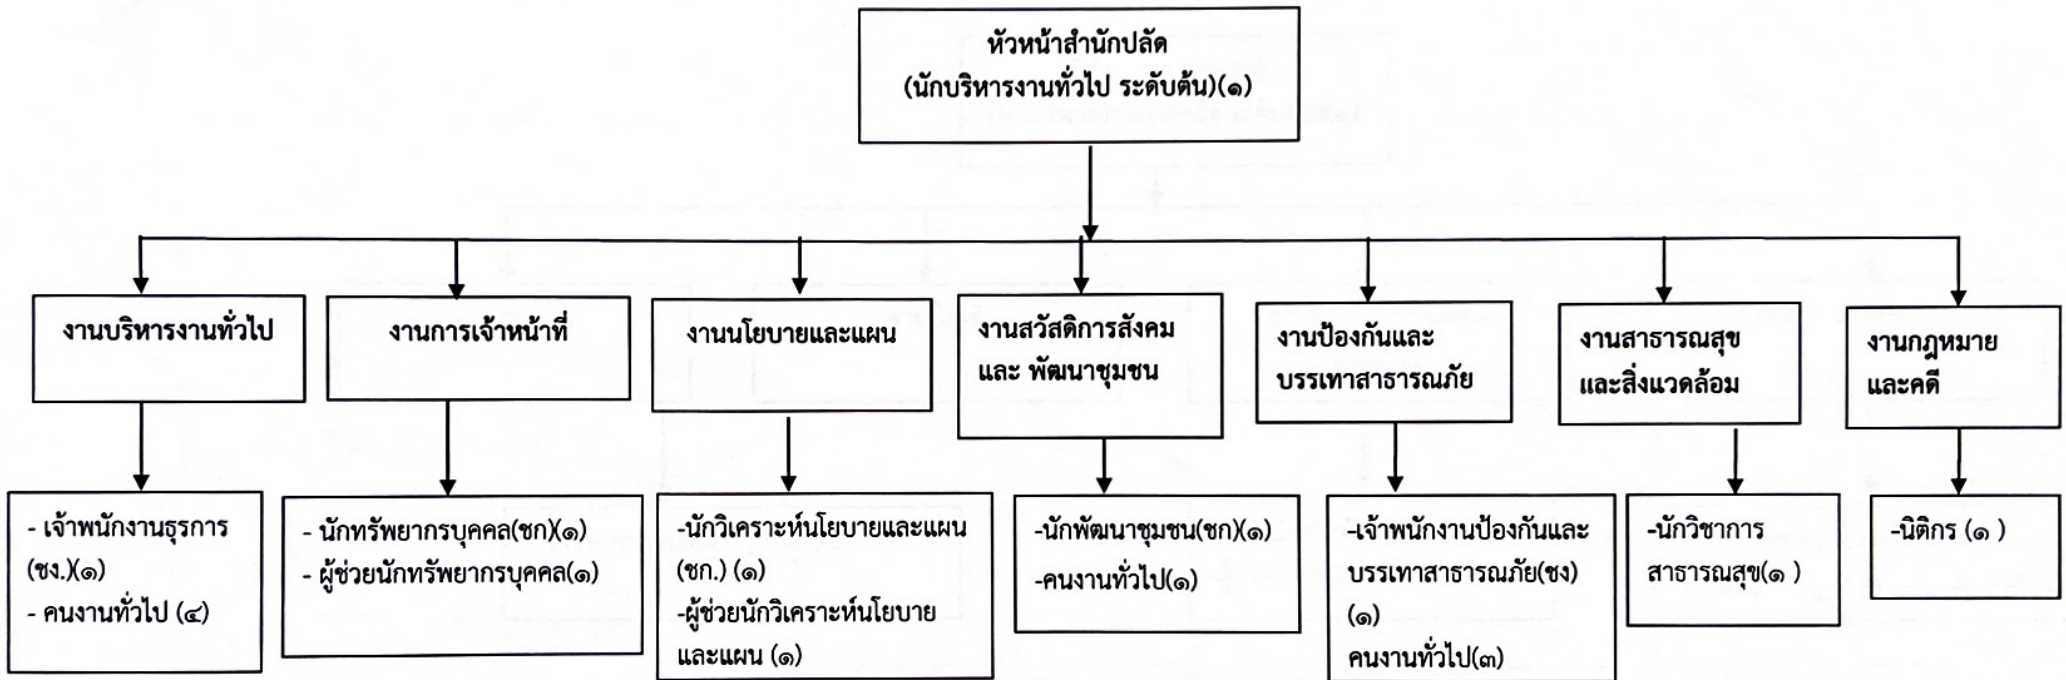 หัวหน้าสำนักปลัด
(นักบริหารงานทั่วไป ระดับต้น)(๑)
งานบริหารงานทั่วไป
งานการเจ้าหน้าที่
งานนโยบายและแผน
งานสวัสดิการสังคม
และ พัฒนาชุมชน
งานป้องกันและ
บรรเทาสาธารณภัย
งานสาธารณสุข
และสิ่งแวดล้อม
งานกฎหมาย
และคดี
- เจ้าพนักงานธุรการ
(ชง.)(๑)
- คนงานทั่วไป (๔)
- นักทรัพยากรบุคคล(ชก)(๑)
- ผู้ช่วยนักทรัพยากรบุคคล(๑)
-นักวิเคราะห์นโยบายและแผน
(ชก.) (๑)
-ผู้ช่วยนักวิเคราะห์นโยบาย
และแผน (๑)
-นักพัฒนาชุมชน(ชก)(๑)
-คนงานทั่วไป(๑)
-เจ้าพนักงานป้องกันและ
บรรเทาสาธารณภัย(ชง)
(๑)
คนงานทั่วไป(๓)
-นักวิชาการ
สาธารณสุข(๑ )
-นิติกร (๑ )